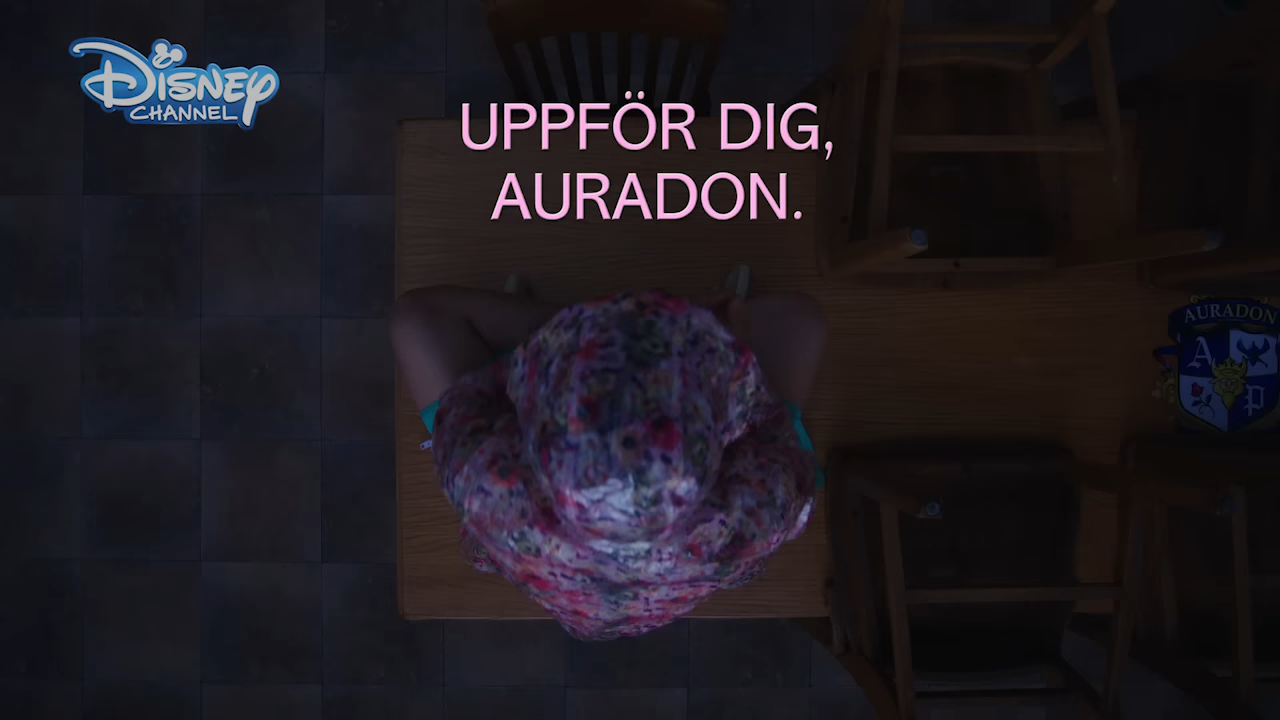 DISNEY
CHANNEL
UPPFÖR DIG,
AURADON.
AURADON
A
P